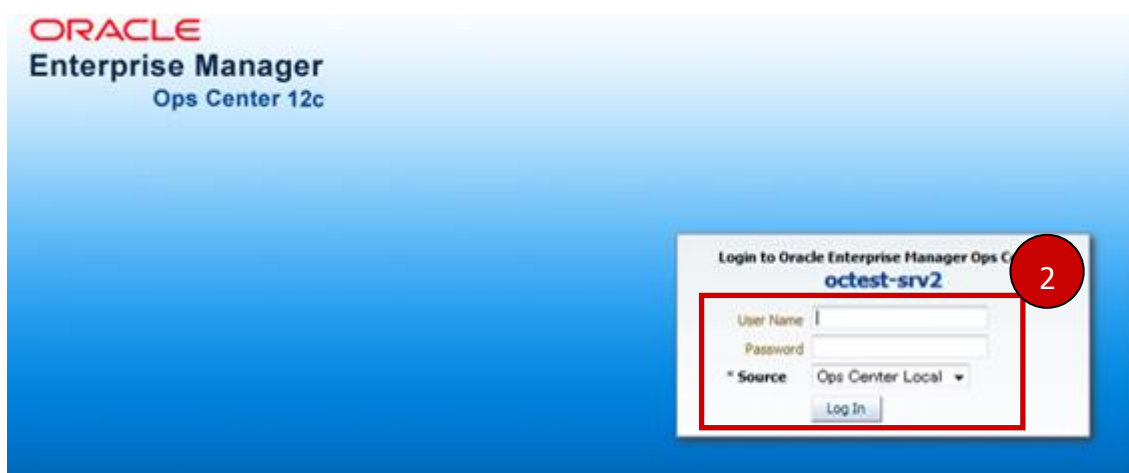 ORACLE
Enterprise Manager
Ops Center 12c
Login to Oracle Enterprise Manager Ops
2
octest-srv2
User Name
Password
* Source Ops Center Local
Log In